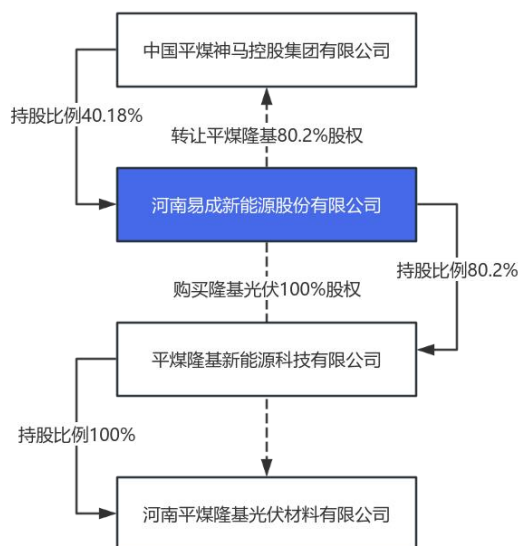 中国平煤神马控股集团有限公司
持股比例40.18%
转让平煤隆基80.2%股权
河南易成新能源股份有限公司
持股比例80.2%
购买隆基光伏100%股权
平煤隆基新能源科技有限公司
持股比例100%
河南平煤隆基光伏材料有限公司